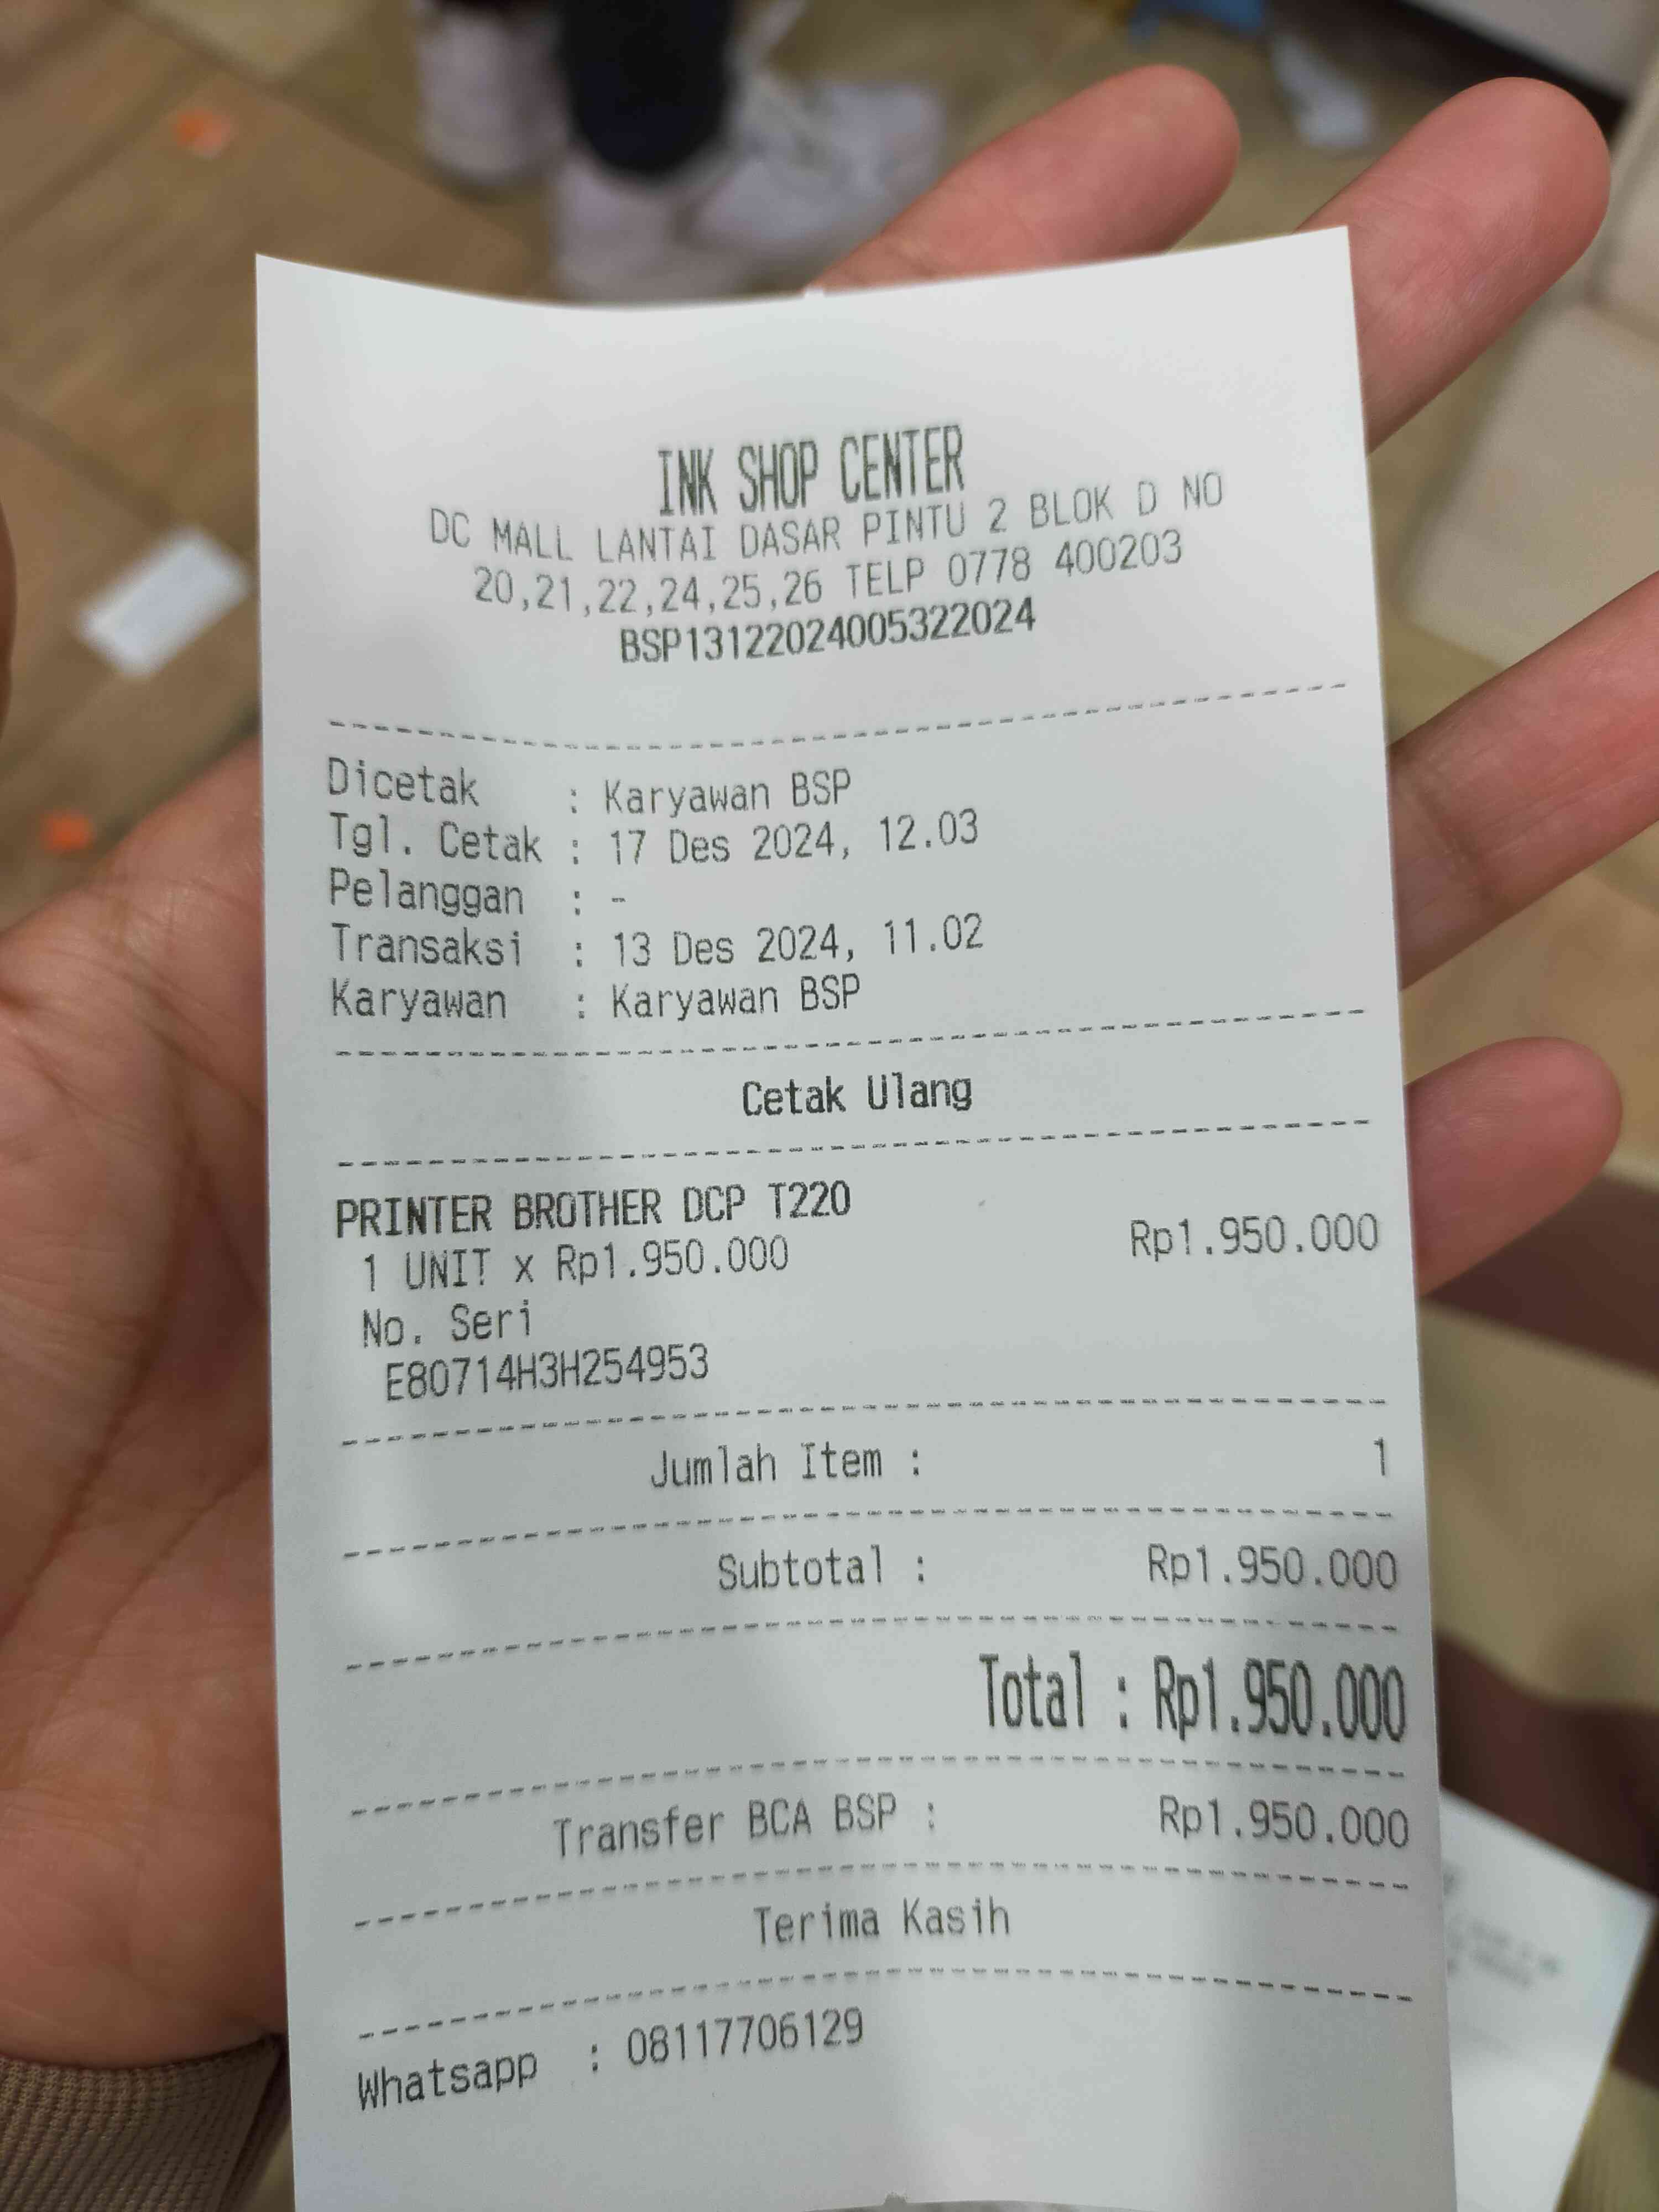 INK SHOP CENTER
DC MALL LANTAI DASAR PINTU 2 BLOK D NO
20,21,22,24,25,26 TELP 0778 400203
BSP13122024005322024
Dicetak : Karyawan BSP
Tgl. Cetak : 17 Des 2024, 12.03
Pelanggan : -
Transaksi : 13 Des 2024, 11.02
Karyawan : Karyawan BSP
Cetak Ulang
PRINTER BROTHER DCP T220
1 UNIT x Rp1.950.000 Rp1.950.000
No. Seri
E80714H3H254953
Jumlah Item : 1
Subtotal : Rp1.950.000
Total : Rp1.950.000
Transfer BCA BSP : Rp1.950.000
Terima Kasih
Whatsapp : 08117706129